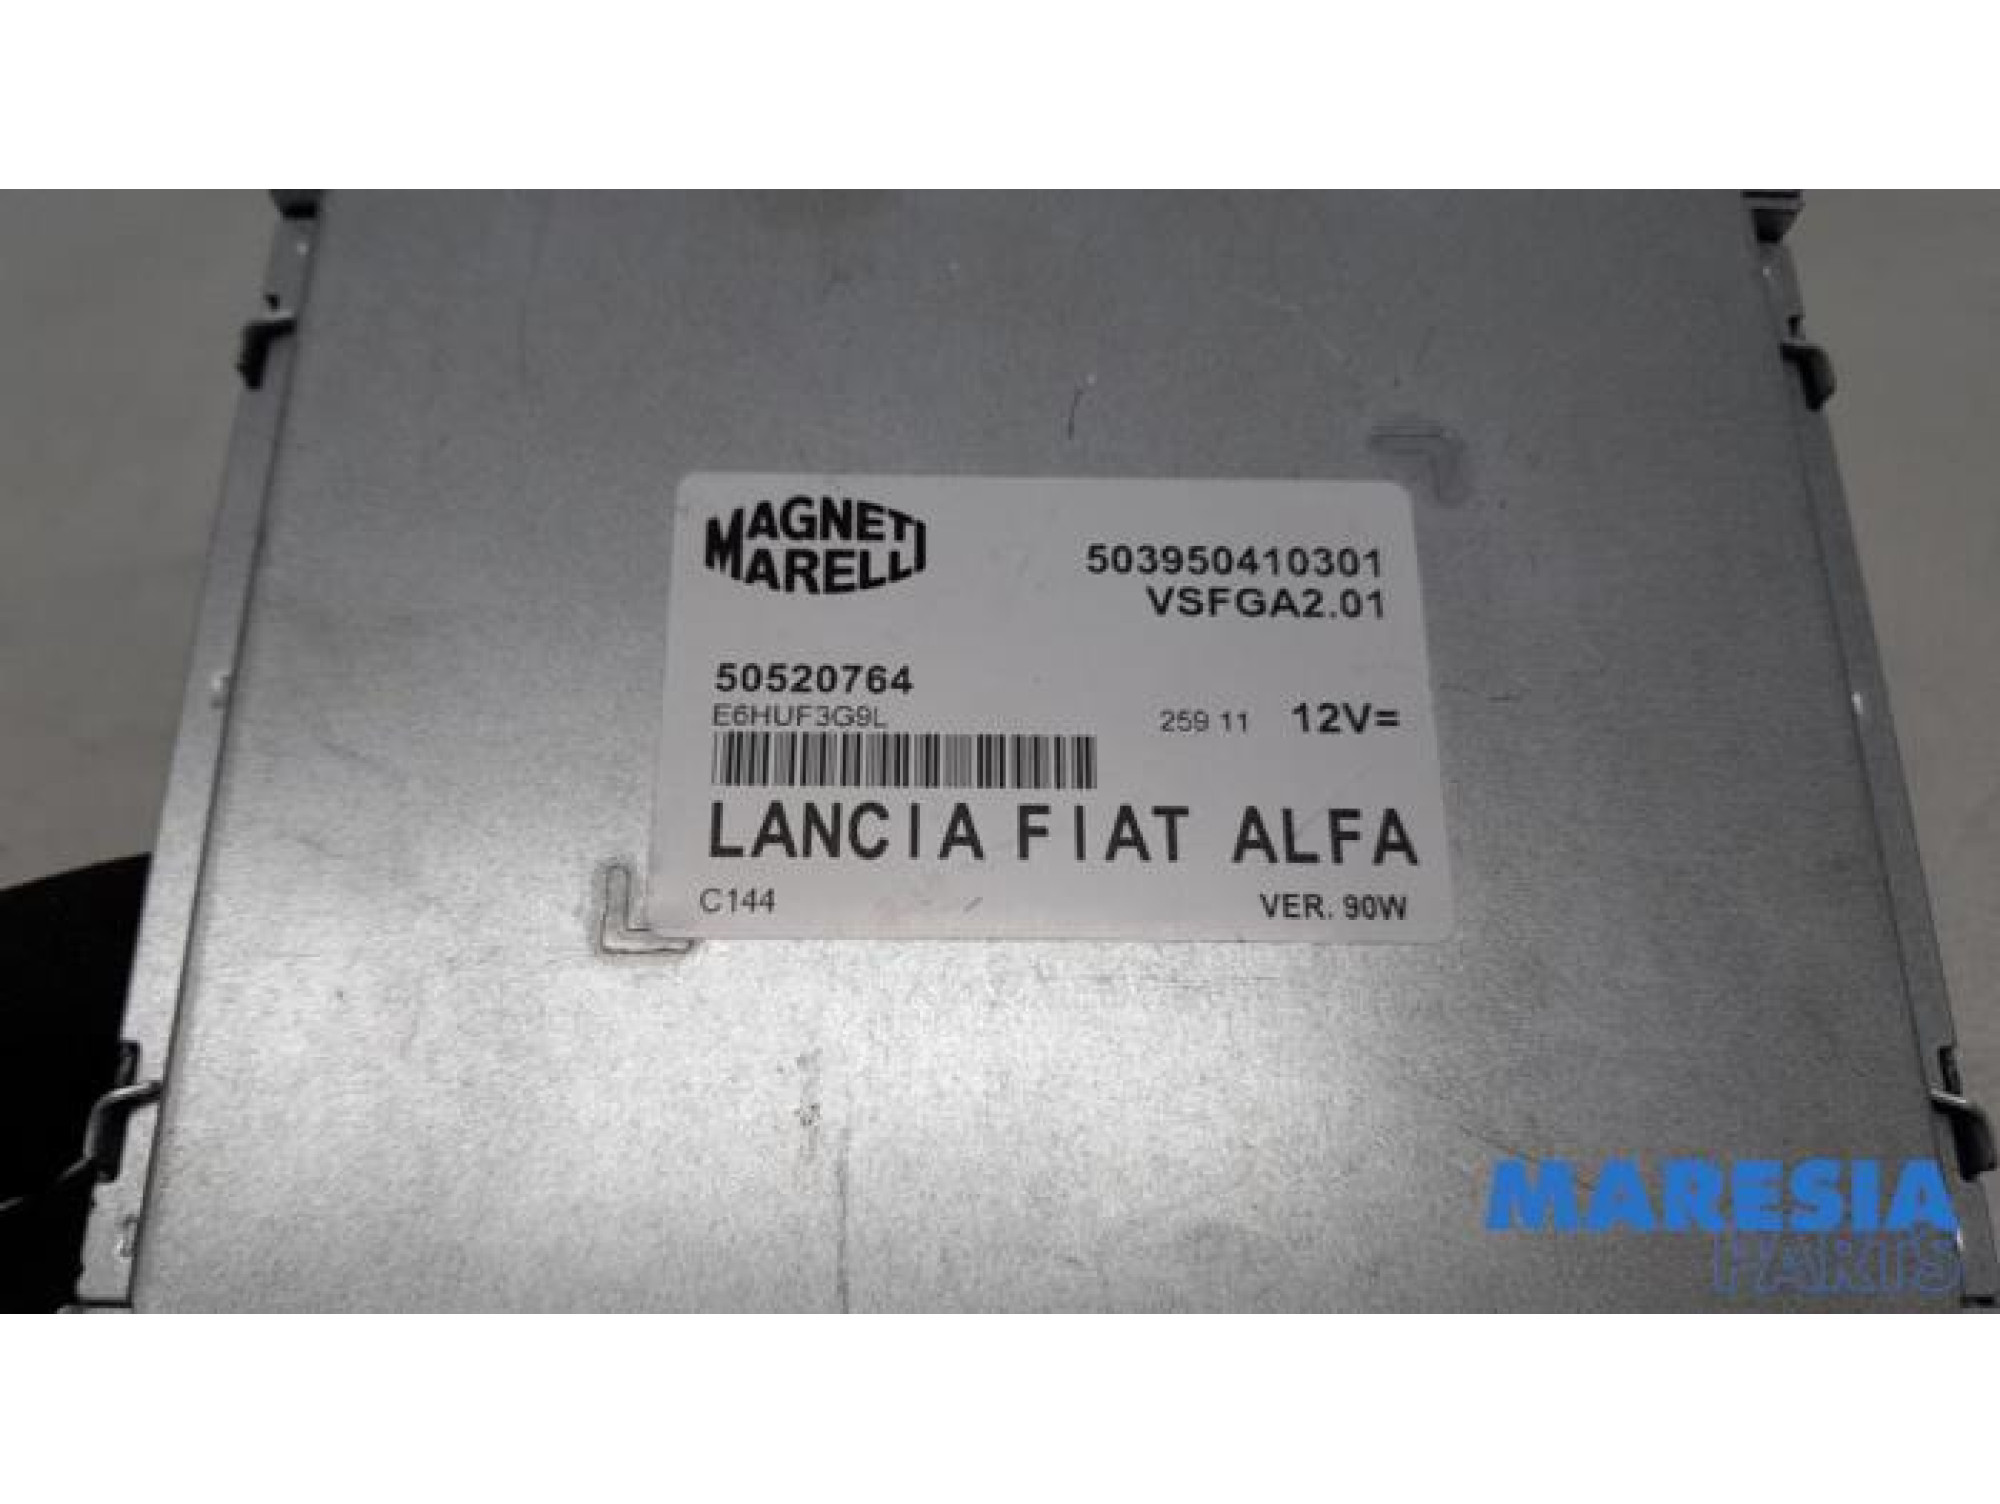 MAGNETI
MARELLI
503950410301
VSFGA2.01
50520764
E6HUF3G9L
259 11 12V=
LANCIA FIAT ALFA
C144 VER. 90W
MARESIA
PARTS